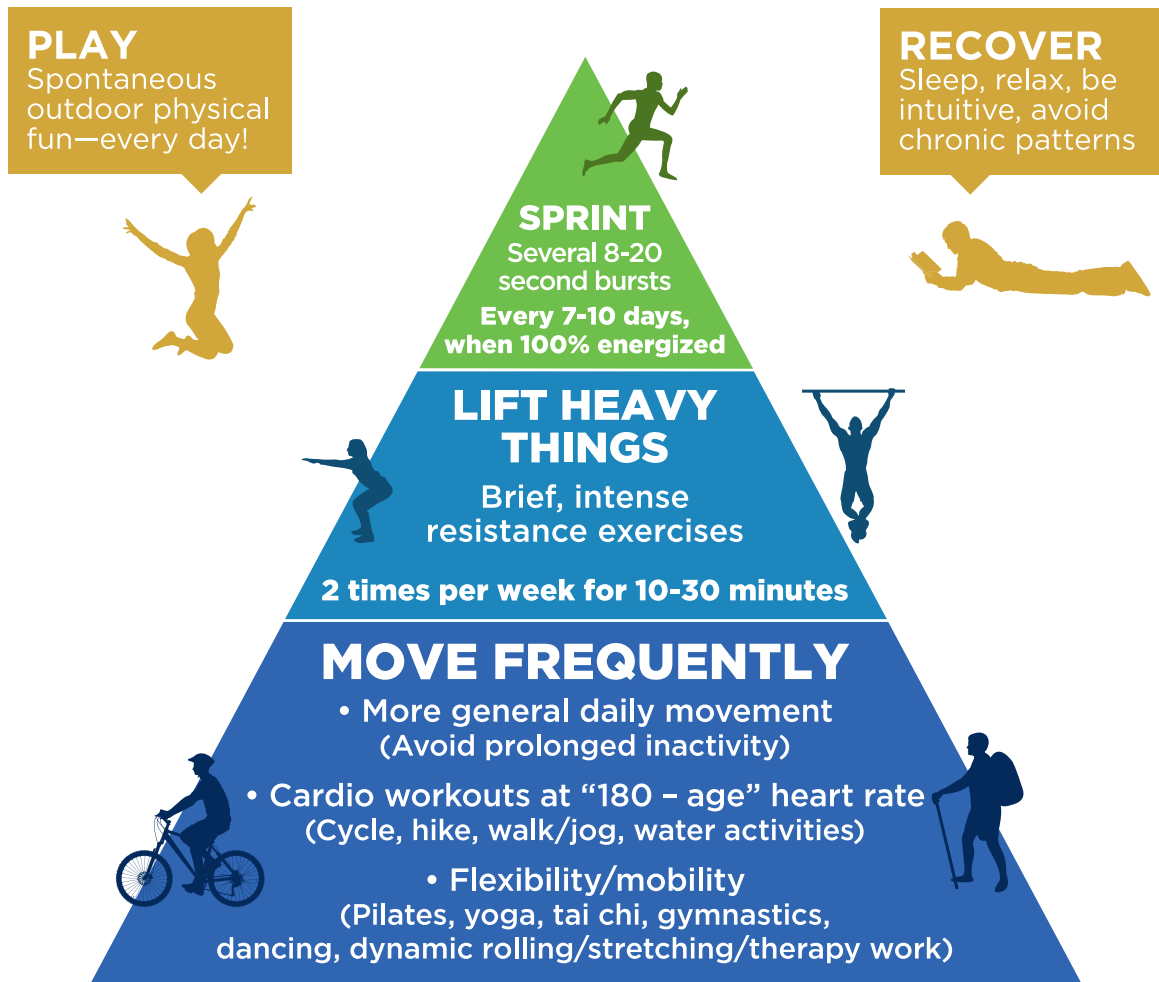 PLAY
Spontaneous
outdoor physical
fun—every day!
RECOVER
Sleep, relax, be
intuitive, avoid
chronic patterns
SPRINT
Several 8-20
second bursts
Every 7-10 days,
when 100% energized
LIFT HEAVY
THINGS
Brief, intense
resistance exercises
2 times per week for 10-30 minutes
MOVE FREQUENTLY
• More general daily movement
(Avoid prolonged inactivity)
• Cardio workouts at “180 – age” heart rate
(Cycle, hike, walk/jog, water activities)
• Flexibility/mobility
(Pilates, yoga, tai chi, gymnastics,
dancing, dynamic rolling/stretching/therapy work)